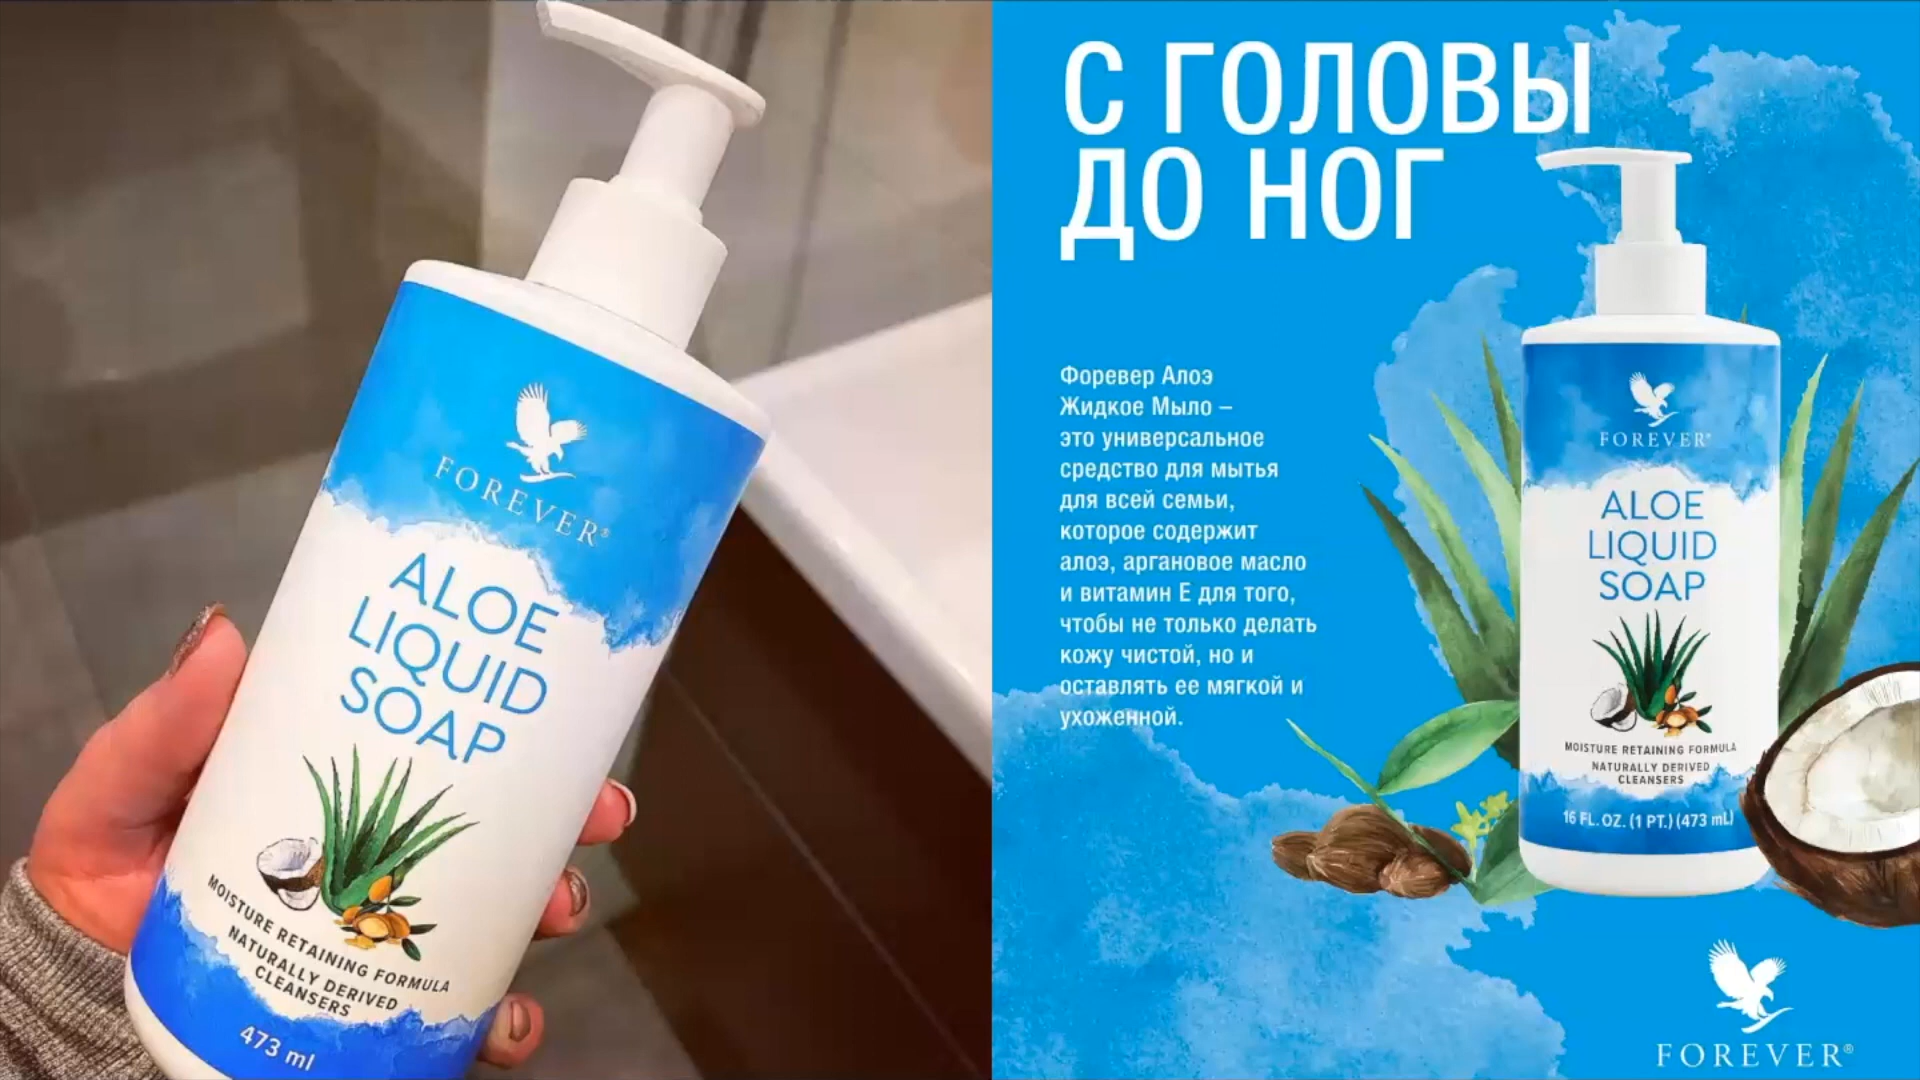 FOREVER®
ALOE
LIQUID
SOAP
MOISTURE RETAINING FORMULA
NATURALLY DERIVED
CLEANSERS
473 ml
С ГОЛОВЫ
ДО НОГ
Форевер Алоэ
Жидкое Мыло –
это универсальное
средство для мытья
для всей семьи,
которое содержит
алоэ, аргановое масло
и витамин Е для того,
чтобы не только делать
кожу чистой, но и
оставлять ее мягкой и
ухоженной.
FOREVER®
ALOE
LIQUID
SOAP
MOISTURE RETAINING FORMULA
NATURALLY DERIVED
CLEANSERS
16 FL. OZ. (1 PT.) (473 mL)
FOREVER®